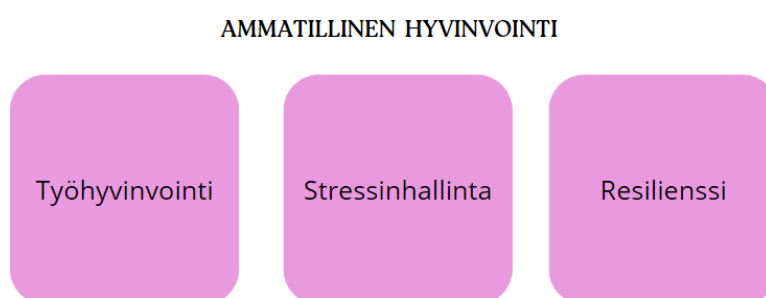 AMMATILLINEN HYVINVOINTI
Työhyvinvointi
Stressinhallinta
Resilienssi